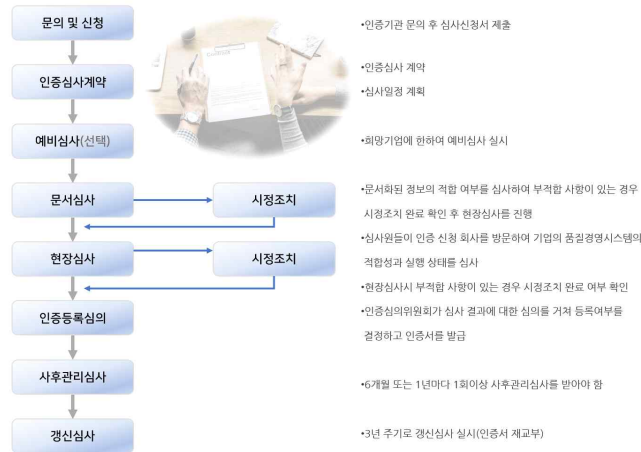 문의 및 신청
•인증기관 문의 후 심사신청서 제출
인증심사계약
•인증심사 계약
•심사일정 계획
예비심사(선택)
•희망기업에 한하여 예비심사 실시
문서심사
시정조치
•문서화된 정보의 적합 여부를 심사하여 부적합 사항이 있는 경우
시정조치 완료 확인 후 현장심사를 진행
•심사원들이 인증 신청 회사를 방문하여 기업의 품질경영시스템의
적합성과 실행 상태를 심사
현장심사
시정조치
•현장심사시 부적합 사항이 있는 경우 시정조치 완료 여부 확인
인증등록심의
•인증심의위원회가 심사 결과에 대한 심의를 거쳐 등록여부를
결정하고 인증서를 발급
사후관리심사
•6개월 또는 1년마다 1회이상 사후관리심사를 받아야 함
갱신심사
•3년 주기로 갱신심사 실시(인증서 재교부)